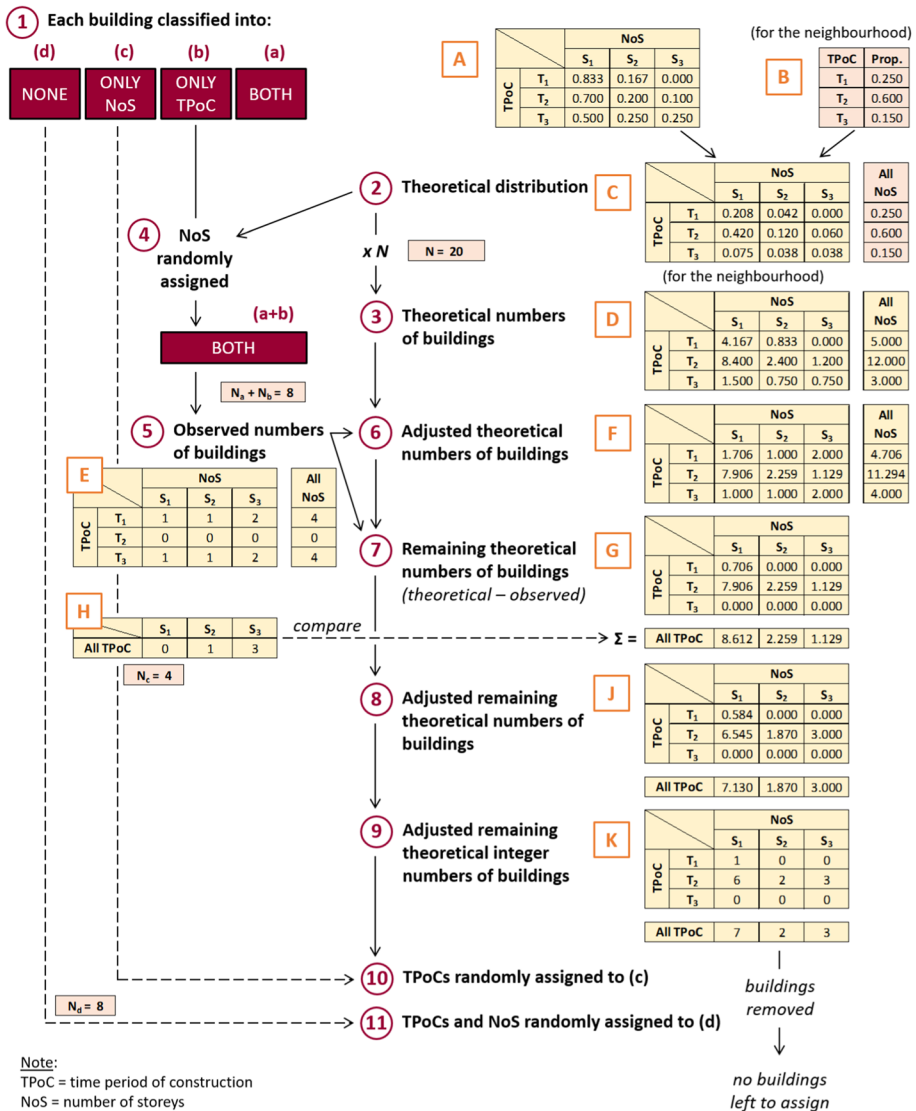 1 Each building classified into:
(d) (c) (b) (a)
NONE
ONLY
NoS
ONLY
TPoC
BOTH
A
NoS
S1 S2 S3
TPoC
T1 0.833 0.167 0.000
T2 0.700 0.200 0.100
T3 0.500 0.250 0.250
(for the neighbourhood)
B
TPoC Prop.
T1 0.250
T2 0.600
T3 0.150
2 Theoretical distribution
C
NoS
All
NoS
S1 S2 S3
TPoC
T1 0.208 0.042 0.000 0.250
T2 0.420 0.120 0.060 0.600
T3 0.075 0.038 0.038 0.150
(for the neighbourhood)
4 NoS
randomly
assigned
x N
N = 20
(a+b)
BOTH
Na + Nb = 8
3 Theoretical numbers
of buildings
D
NoS
All
NoS
S1 S2 S3
TPoC
T1 4.167 0.833 0.000 5.000
T2 8.400 2.400 1.200 12.000
T3 1.500 0.750 0.750 3.000
5 Observed numbers
of buildings
6 Adjusted theoretical
numbers of buildings
F
NoS
All
NoS
S1 S2 S3
TPoC
T1 1.706 1.000 2.000 4.706
T2 7.906 2.259 1.129 11.294
T3 1.000 1.000 2.000 4.000
E
NoS
All
NoS
S1 S2 S3
TPoC
T1 1 1 2 4
T2 0 0 0 0
T3 1 1 2 4
7 Remaining theoretical
numbers of buildings
(theoretical – observed)
G
NoS
S1 S2 S3
TPoC
T1 0.706 0.000 0.000
T2 7.906 2.259 1.129
T3 0.000 0.000 0.000
H
S1 S2 S3
All TPoC 0 1 3
Nc = 4
compare
Σ =
All TPoC 8.612 2.259 1.129
8 Adjusted remaining
theoretical numbers of
buildings
J
NoS
S1 S2 S3
TPoC
T1 0.584 0.000 0.000
T2 6.545 1.870 3.000
T3 0.000 0.000 0.000
All TPoC 7.130 1.870 3.000
9 Adjusted remaining
theoretical integer
numbers of buildings
K
NoS
S1 S2 S3
TPoC
T1 1 0 0
T2 6 2 3
T3 0 0 0
All TPoC 7 2 3
10 TPoCs randomly assigned to (c)
Nd = 8
11 TPoCs and NoS randomly assigned to (d)
buildings
removed
no buildings
left to assign
Note:
TPoC = time period of construction
NoS = number of storeys